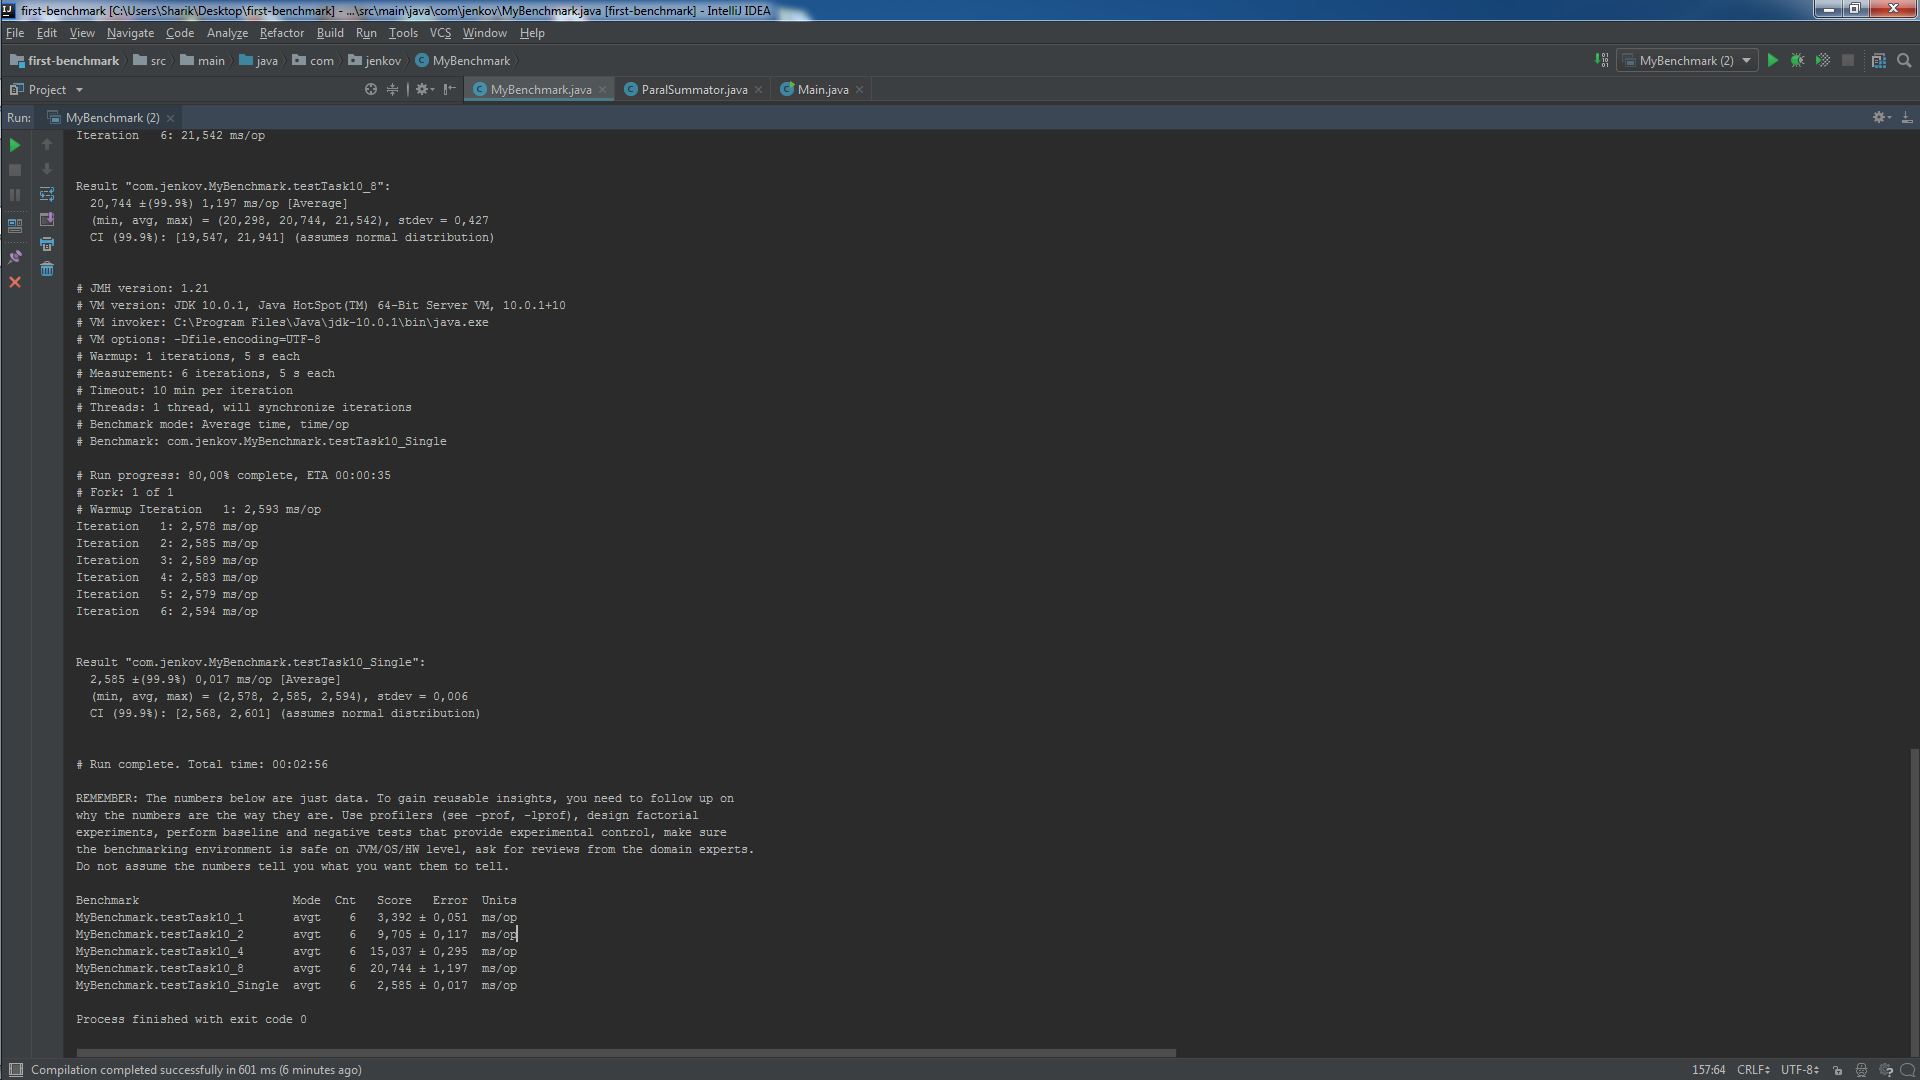 first-benchmark [C:\Users\Sharik\Desktop\first-benchmark] - ...\src\main\java\com\jenkov\MyBenchmark.java [first-benchmark] - IntelliJ IDEA
File Edit View Navigate Code Analyze Refactor Build Run Tools VCS Window Help
first-benchmark src main java com jenkov MyBenchmark MyBenchmark (2)
Project MyBenchmark.java ParalSummator.java Main.java
Run: MyBenchmark (2)
Iteration   6: 21,542 ms/op
Result "com.jenkov.MyBenchmark.testTask10_8":
  20,744 ±(99.9%) 1,197 ms/op [Average]
  (min, avg, max) = (20,298, 20,744, 21,542), stdev = 0,427
  CI (99.9%): [19,547, 21,941] (assumes normal distribution)
# JMH version: 1.21
# VM version: JDK 10.0.1, Java HotSpot(TM) 64-Bit Server VM, 10.0.1+10
# VM invoker: C:\Program Files\Java\jdk-10.0.1\bin\java.exe
# VM options: -Dfile.encoding=UTF-8
# Warmup: 1 iterations, 5 s each
# Measurement: 6 iterations, 5 s each
# Timeout: 10 min per iteration
# Threads: 1 thread, will synchronize iterations
# Benchmark mode: Average time, time/op
# Benchmark: com.jenkov.MyBenchmark.testTask10_Single
# Run progress: 80,00% complete, ETA 00:00:35
# Fork: 1 of 1
# Warmup Iteration   1: 2,593 ms/op
Iteration   1: 2,578 ms/op
Iteration   2: 2,585 ms/op
Iteration   3: 2,589 ms/op
Iteration   4: 2,583 ms/op
Iteration   5: 2,579 ms/op
Iteration   6: 2,594 ms/op
Result "com.jenkov.MyBenchmark.testTask10_Single":
  2,585 ±(99.9%) 0,017 ms/op [Average]
  (min, avg, max) = (2,578, 2,585, 2,594), stdev = 0,006
  CI (99.9%): [2,568, 2,601] (assumes normal distribution)
# Run complete. Total time: 00:02:56
REMEMBER: The numbers below are just data. To gain reusable insights, you need to follow up on
why the numbers are the way they are. Use profilers (see -prof, -lprof), design factorial
experiments, perform baseline and negative tests that provide experimental control, make sure
the benchmarking environment is safe on JVM/OS/HW level, ask for reviews from the domain experts.
Do not assume the numbers tell you what you want them to tell.
Benchmark                      Mode  Cnt   Score   Error  Units
MyBenchmark.testTask10_1       avgt    6   3,392 ± 0,051  ms/op
MyBenchmark.testTask10_2       avgt    6   9,705 ± 0,117  ms/op
MyBenchmark.testTask10_4       avgt    6  15,037 ± 0,295  ms/op
MyBenchmark.testTask10_8       avgt    6  20,744 ± 1,197  ms/op
MyBenchmark.testTask10_Single  avgt    6   2,585 ± 0,017  ms/op
Process finished with exit code 0
Compilation completed successfully in 601 ms (6 minutes ago) 157:64 CRLF UTF-8